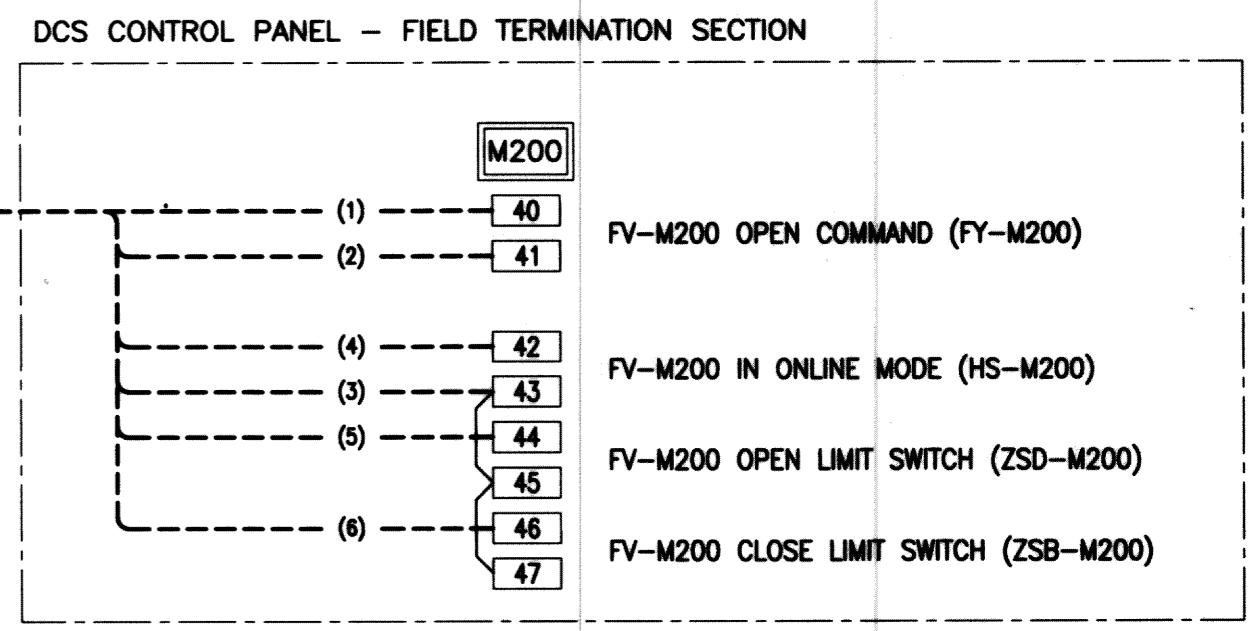 DCS CONTROL PANEL – FIELD TERMINATION SECTION
M200
(1) 40
FV–M200 OPEN COMMAND (FY–M200)
(2) 41
(4) 42
FV–M200 IN ONLINE MODE (HS–M200)
(3) 43
(5) 44
FV–M200 OPEN LIMIT SWITCH (ZSD–M200)
45
(6) 46
FV–M200 CLOSE LIMIT SWITCH (ZSB–M200)
47